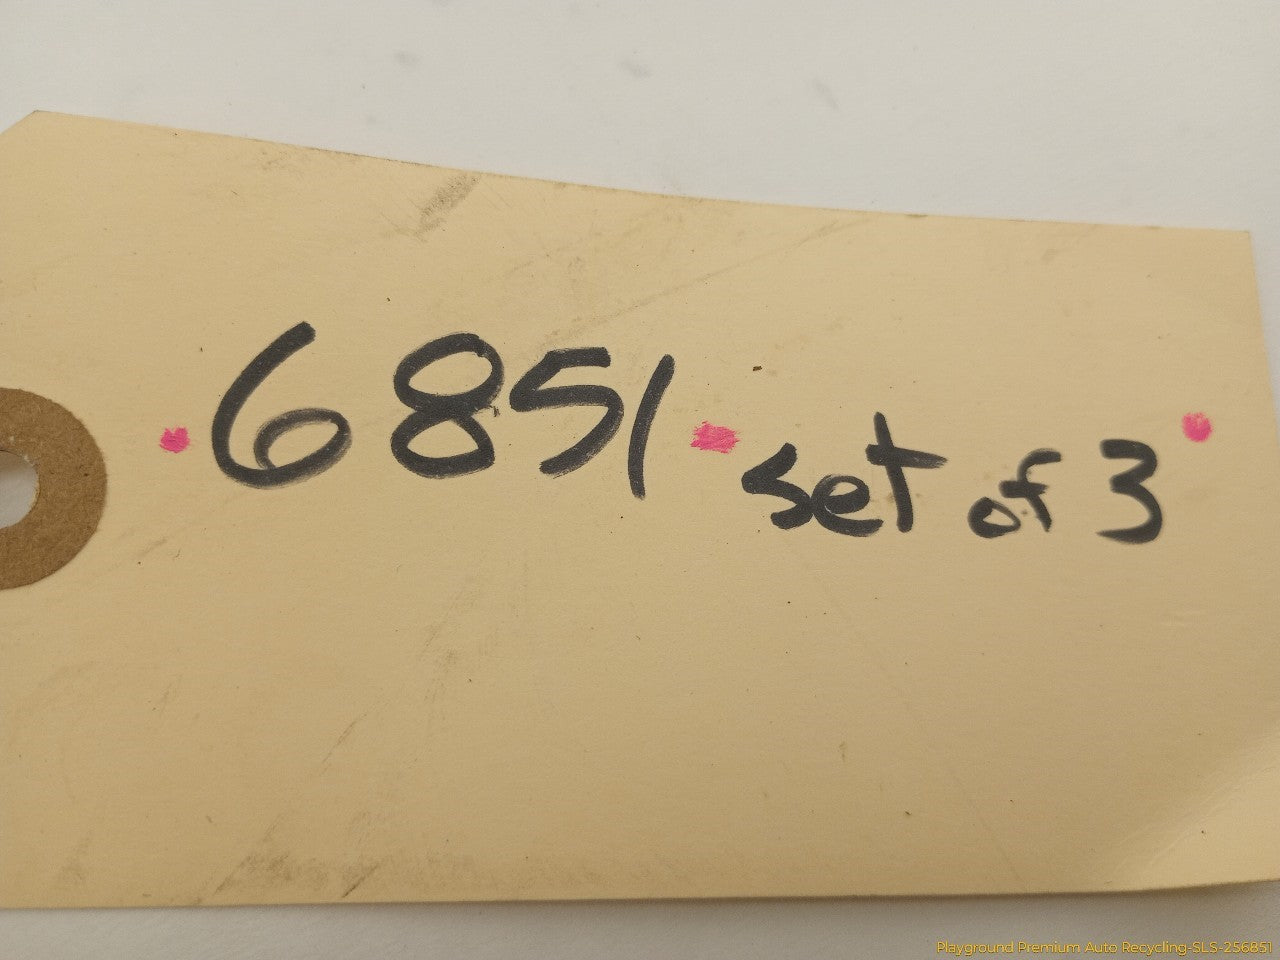 6851 set of 3
Playground Premium Auto Recycling-SLS-256851